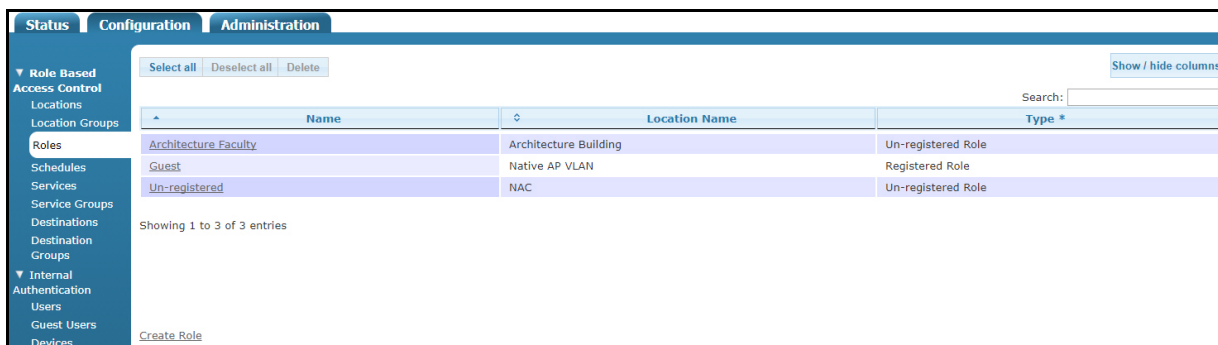 Status Configuration Administration
Role Based
Access Control
Locations
Location Groups
Roles
Schedules
Services
Service Groups
Destinations
Destination
Groups
Internal
Authentication
Users
Guest Users
Devices
Select all Deselect all Delete
Show / hide columns
Search:
Name Location Name Type *
Architecture Faculty Architecture Building Un-registered Role
Guest Native AP VLAN Registered Role
Un-registered NAC Un-registered Role
Showing 1 to 3 of 3 entries
Create Role